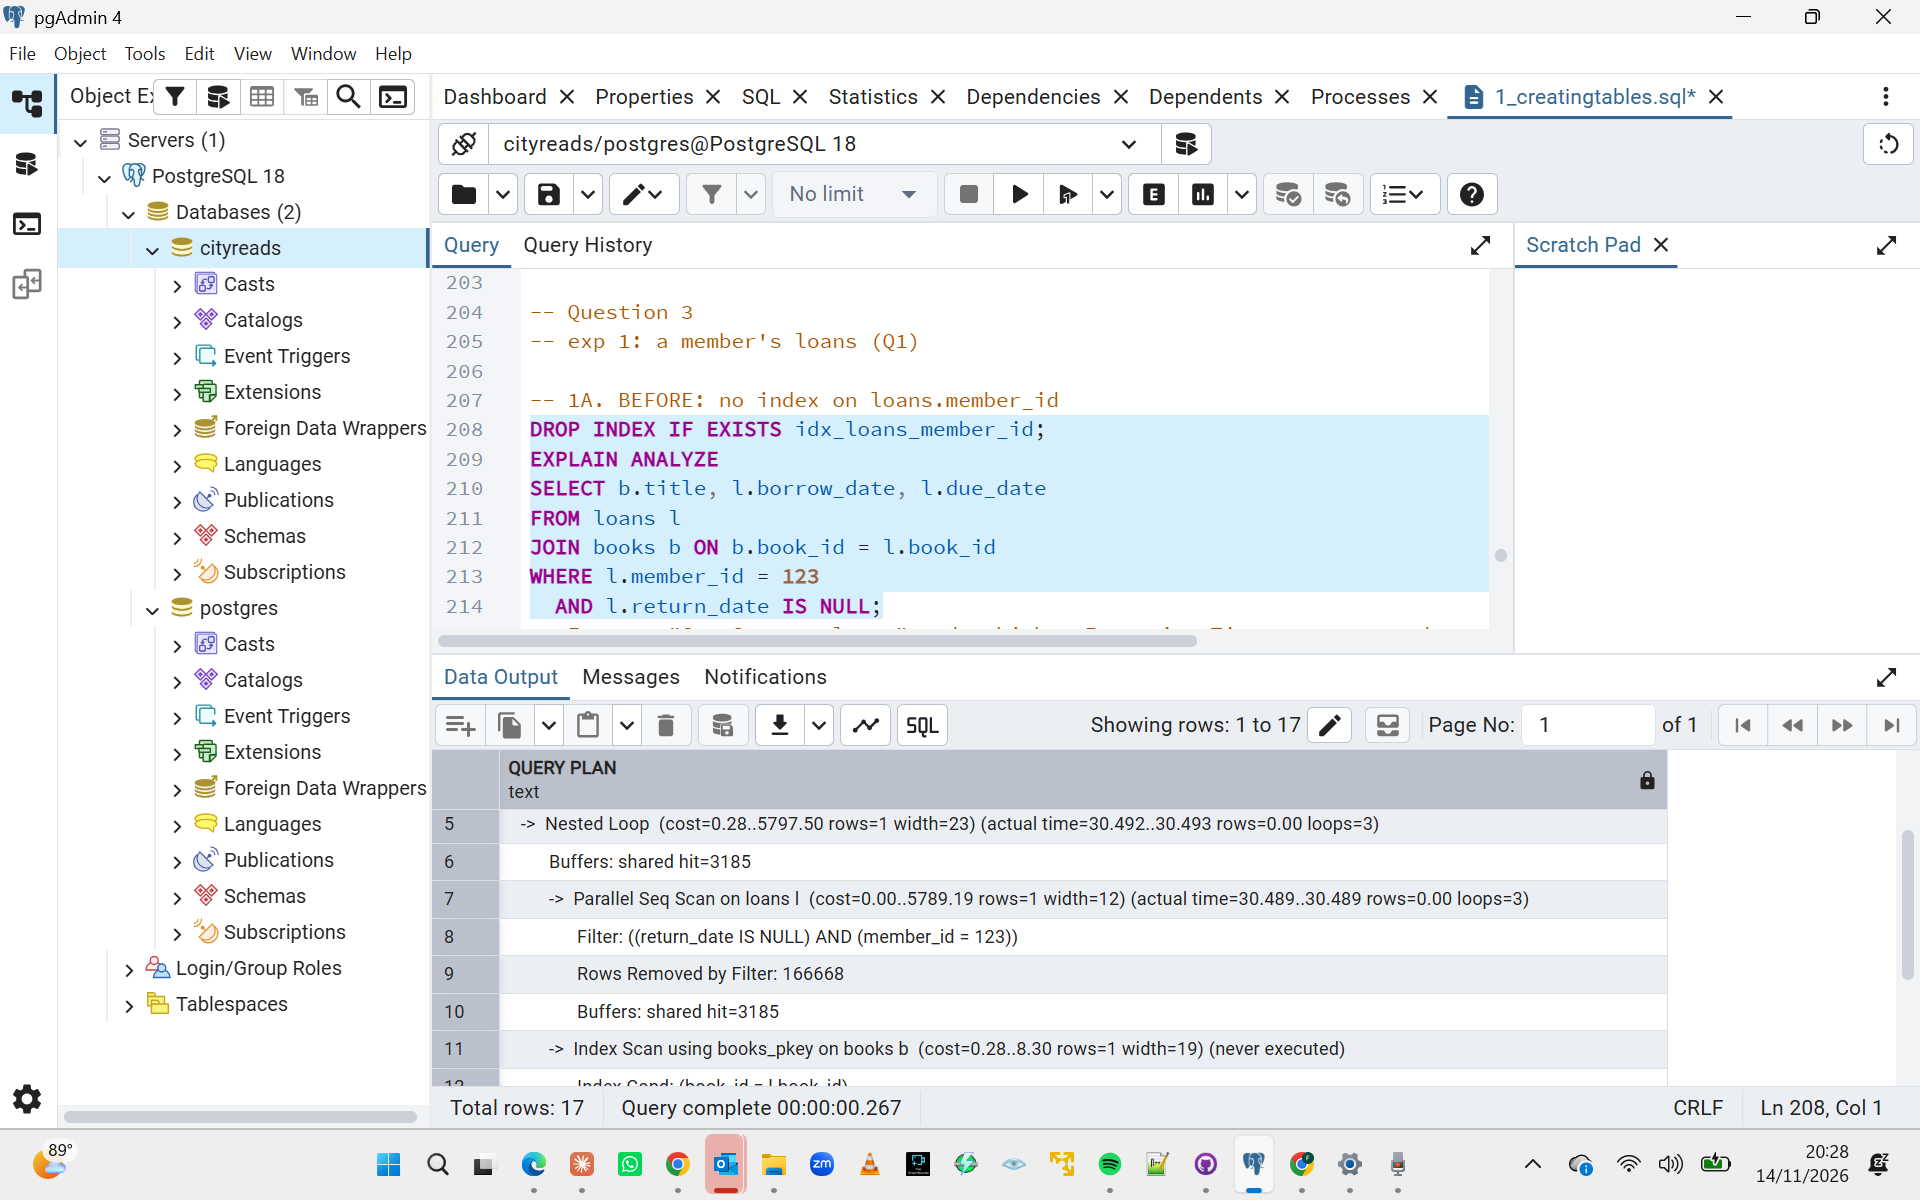 pgAdmin 4
File Object Tools Edit View Window Help
Object Ex
Dashboard Properties SQL Statistics Dependencies Dependents Processes 1_creatingtables.sql*
Servers (1)
PostgreSQL 18
Databases (2)
cityreads
Casts
Catalogs
Event Triggers
Extensions
Foreign Data Wrappers
Languages
Publications
Schemas
Subscriptions
postgres
Casts
Catalogs
Event Triggers
Extensions
Foreign Data Wrappers
Languages
Publications
Schemas
Subscriptions
Login/Group Roles
Tablespaces
cityreads/postgres@PostgreSQL 18
No limit
E
Query Query History
Scratch Pad
203
204 -- Question 3
205 -- exp 1: a member's loans (Q1)
206
207 -- 1A. BEFORE: no index on loans.member_id
208 DROP INDEX IF EXISTS idx_loans_member_id;
209 EXPLAIN ANALYZE
210 SELECT b.title, l.borrow_date, l.due_date
211 FROM loans l
212 JOIN books b ON b.book_id = l.book_id
213 WHERE l.member_id = 123
214 AND l.return_date IS NULL;
Data Output Messages Notifications
SQL
Showing rows: 1 to 17
Page No: 1 of 1
QUERY PLAN
text
5 -> Nested Loop (cost=0.28..5797.50 rows=1 width=23) (actual time=30.492..30.493 rows=0.00 loops=3)
6 Buffers: shared hit=3185
7 -> Parallel Seq Scan on loans l (cost=0.00..5789.19 rows=1 width=12) (actual time=30.489..30.489 rows=0.00 loops=3)
8 Filter: ((return_date IS NULL) AND (member_id = 123))
9 Rows Removed by Filter: 166668
10 Buffers: shared hit=3185
11 -> Index Scan using books_pkey on books b (cost=0.28..8.30 rows=1 width=19) (never executed)
12 Index Cond: (book_id = l.book_id)
Total rows: 17 Query complete 00:00:00.267 CRLF Ln 208, Col 1
89°
zm
20:28
14/11/2026